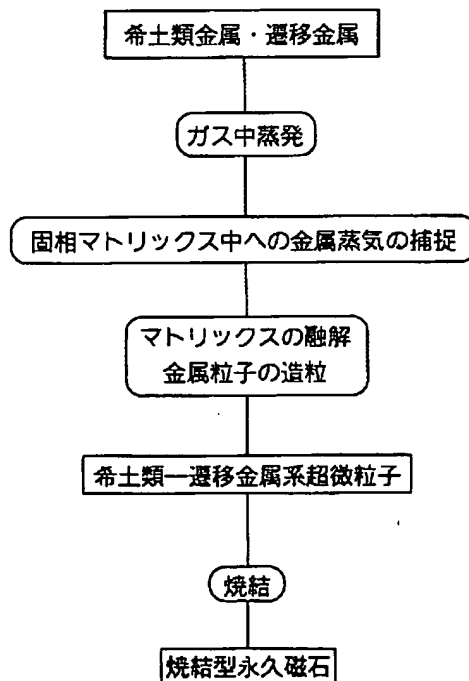 希土類金属・遷移金属
ガス中蒸発
固相マトリックス中への金属蒸気の捕捉
マトリックスの融解
金属粒子の造粒
希土類―遷移金属系超微粒子
焼結
焼結型永久磁石